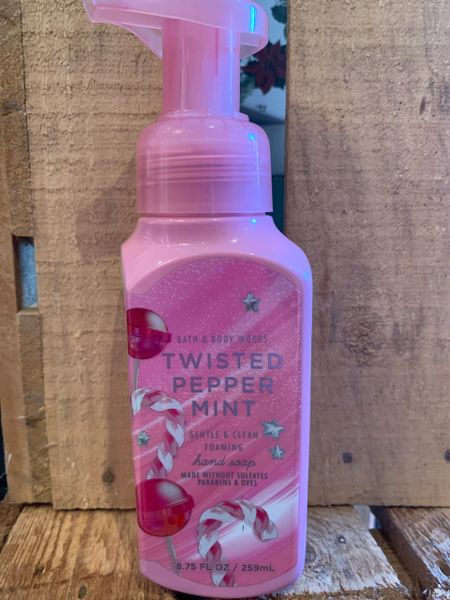 BATH & BODY WORKS
TWISTED
PEPPER
MINT
GENTLE & CLEAN
FOAMING
hand soap
MADE WITHOUT SULFATES
PARABENS & DYES
8.75 FL OZ / 259mL